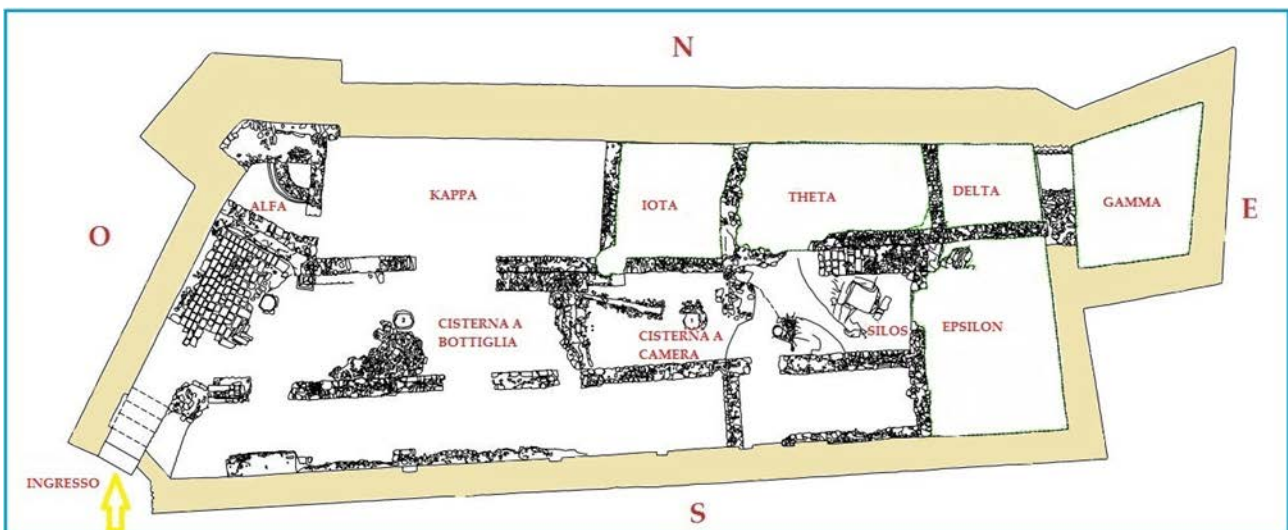 N
KAPPA
IOTA
THETA
DELTA
GAMMA
ALFA
O
E
CISTERNA A
BOTTIGLIA
CISTERNA A
CAMERA
SILOS
EPSILON
INGRESSO
S